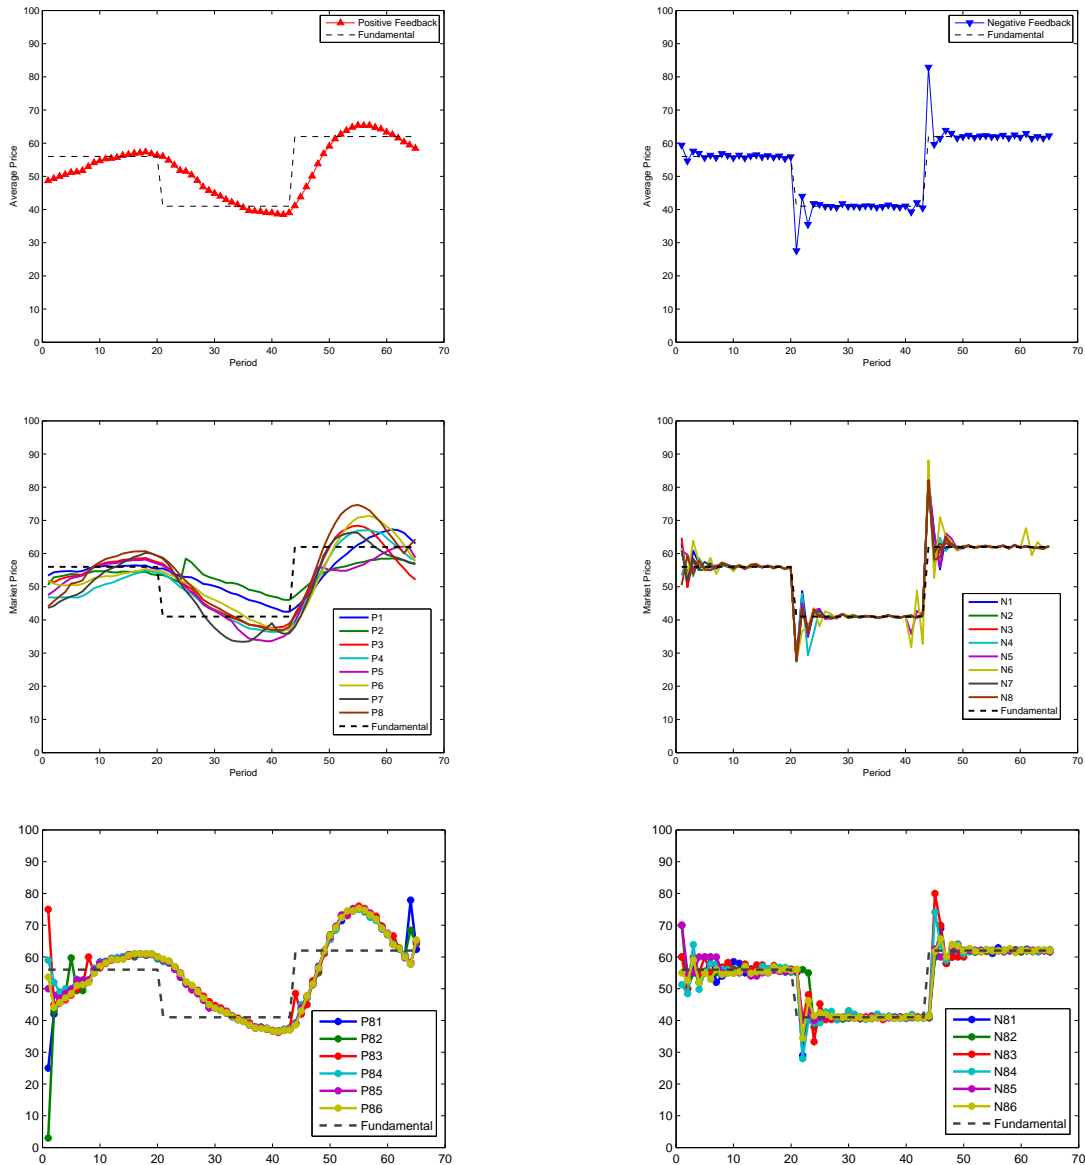 Positive Feedback
Fundamental
100
90
80
70
60
50
40
30
20
10
0
Average Price
0 10 20 30 40 50 60 70
Period
Negative Feedback
Fundamental
100
90
80
70
60
50
40
30
20
10
0
Average Price
0 10 20 30 40 50 60 70
Period
100
90
80
70
60
50
40
30
20
10
0
Market Price
P1
P2
P3
P4
P5
P6
P7
P8
Fundamental
0 10 20 30 40 50 60 70
Period
100
90
80
70
60
50
40
30
20
10
0
Market Price
N1
N2
N3
N4
N5
N6
N7
N8
Fundamental
0 10 20 30 40 50 60 70
Period
100
90
80
70
60
50
40
30
20
10
0
P81
P82
P83
P84
P85
P86
Fundamental
0 10 20 30 40 50 60 70
100
90
80
70
60
50
40
30
20
10
0
N81
N82
N83
N84
N85
N86
Fundamental
0 10 20 30 40 50 60 70